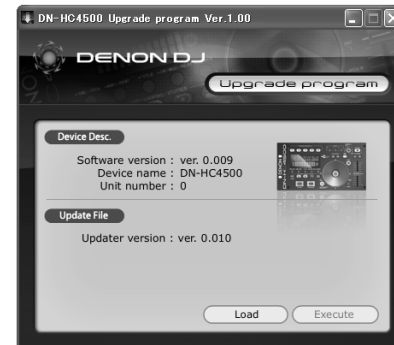 DN-HC4500 Upgrade program Ver.1.00
DENON DJ
Upgrade program
Device Desc.
Software version : ver. 0.009
Device name : DN-HC4500
Unit number : 0
Update File
Updater version : ver. 0.010
Load
Execute